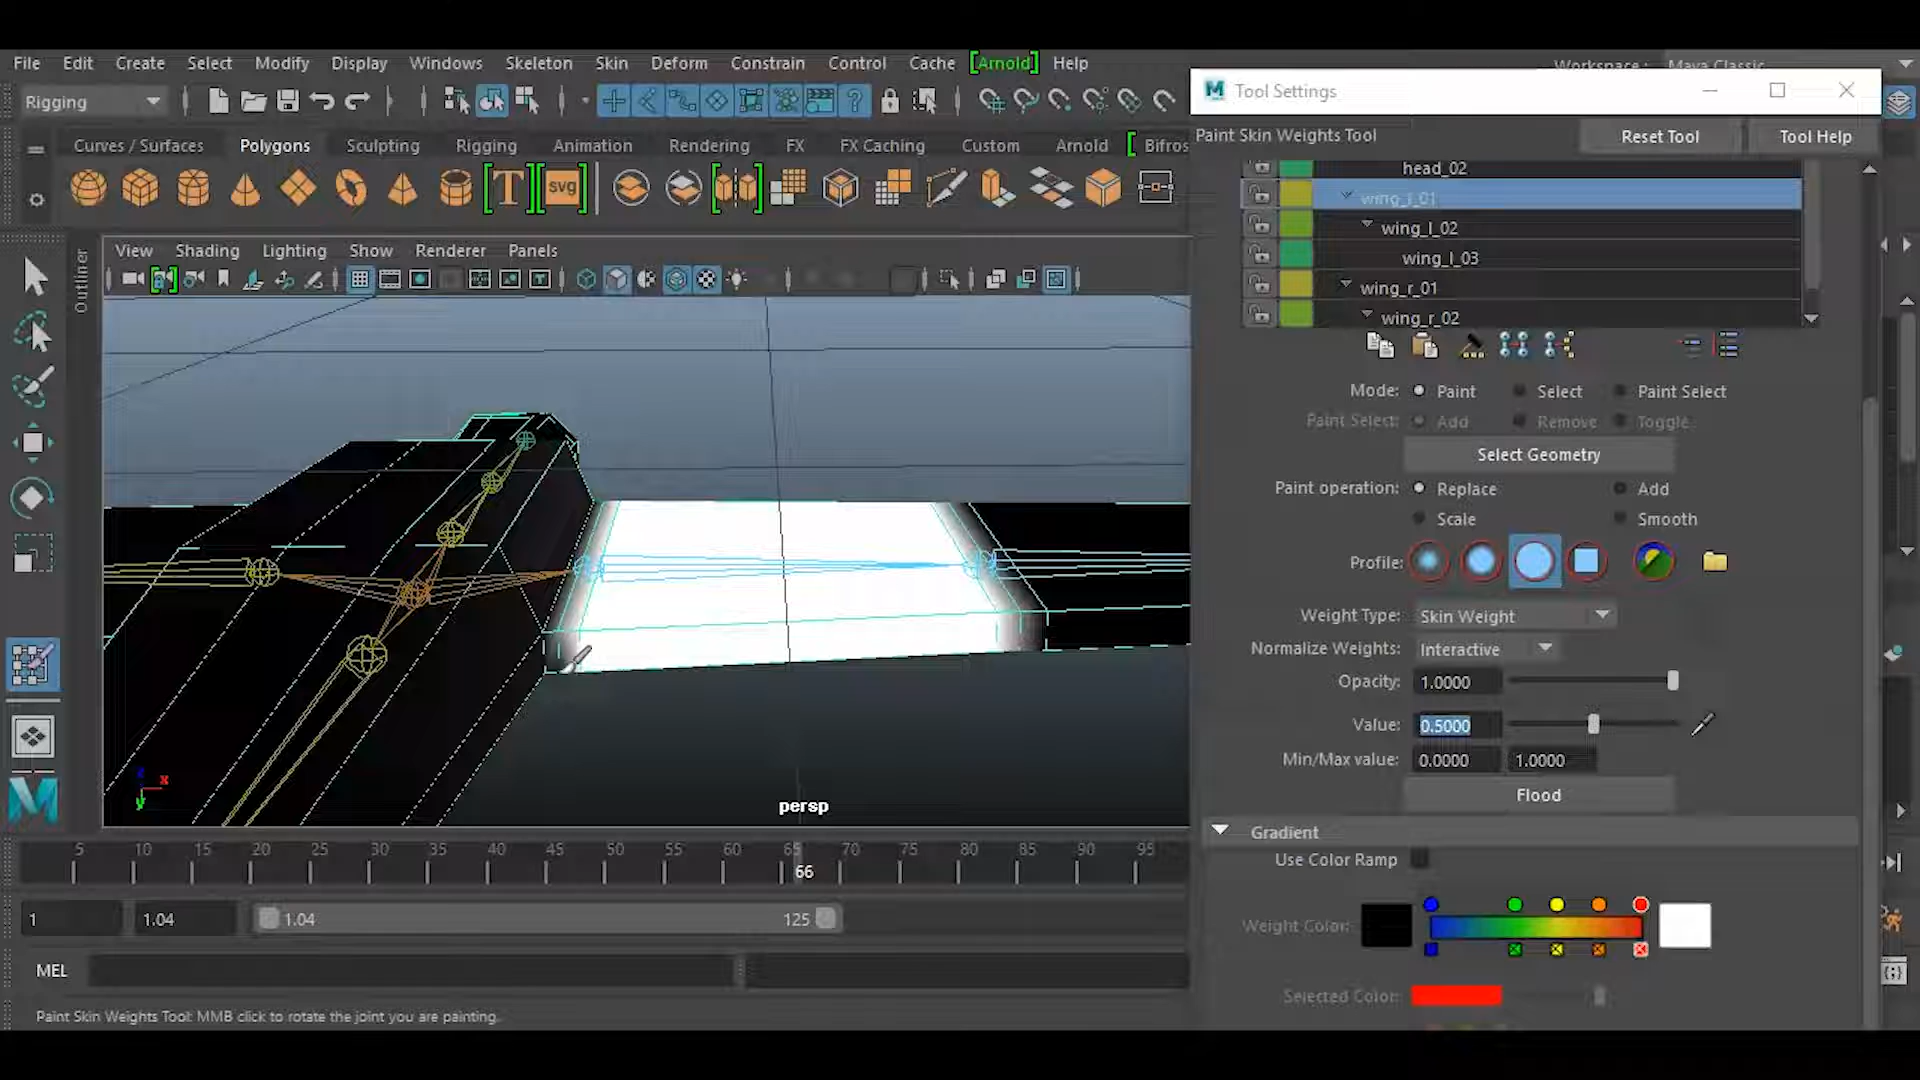 File Edit Create Select Modify Display Windows Skeleton Skin Deform Constrain Control Cache [Arnold] Help
Workspace: Maya Classic
Tool Settings
Rigging
Paint Skin Weights Tool Reset Tool Tool Help
Curves / Surfaces Polygons Sculpting Rigging Animation Rendering FX FX Caching Custom Arnold Bifros
T svg
head_02
wing_l_01
wing_l_02
wing_l_03
wing_r_01
wing_r_02
View Shading Lighting Show Renderer Panels
Outliner
Mode: Paint Select Paint Select
Paint Select: Add Remove Toggle
Select Geometry
Paint operation: Replace Add
Scale Smooth
Profile:
Weight Type: Skin Weight
Normalize Weights: Interactive
Opacity: 1.0000
Value: 0.5000
Min/Max value: 0.0000 1.0000
Flood
Gradient
Use Color Ramp
Weight Color:
Selected Color:
z x y
persp
5 10 15 20 25 30 35 40 45 50 55 60 65 70 75 80 85 90 95
66
1 1.04 1.04 125
MEL
Paint Skin Weights Tool: MMB click to rotate the joint you are painting.